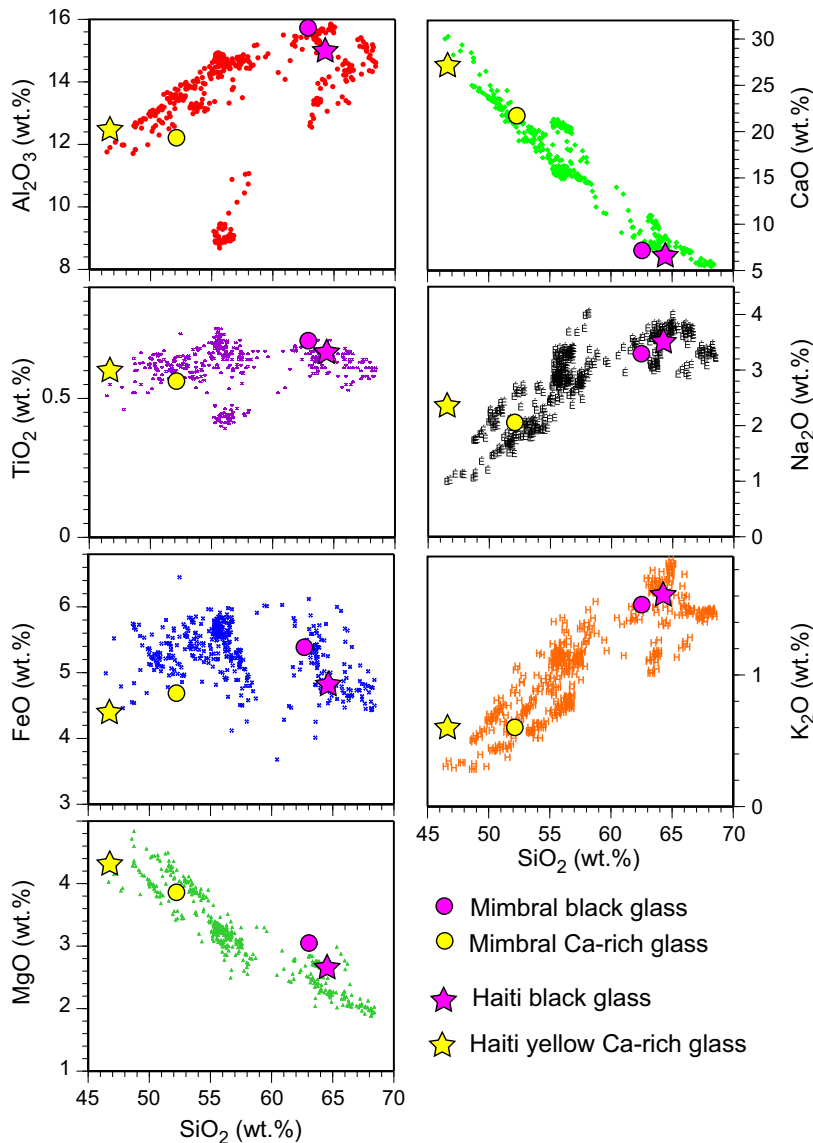 16
14
12
10
8
Al₂O₃ (wt.%)
30
25
20
15
10
5
CaO (wt.%)
0.5
0
TiO₂ (wt.%)
4
3
2
1
0
Na₂O (wt.%)
6
5
4
3
FeO (wt.%)
1
0
K₂O (wt.%)
45 50 55 60 65 70
SiO₂ (wt.%)
4
3
2
1
MgO (wt.%)
45 50 55 60 65 70
SiO₂ (wt.%)
Mimbral black glass
Mimbral Ca-rich glass
Haiti black glass
Haiti yellow Ca-rich glass